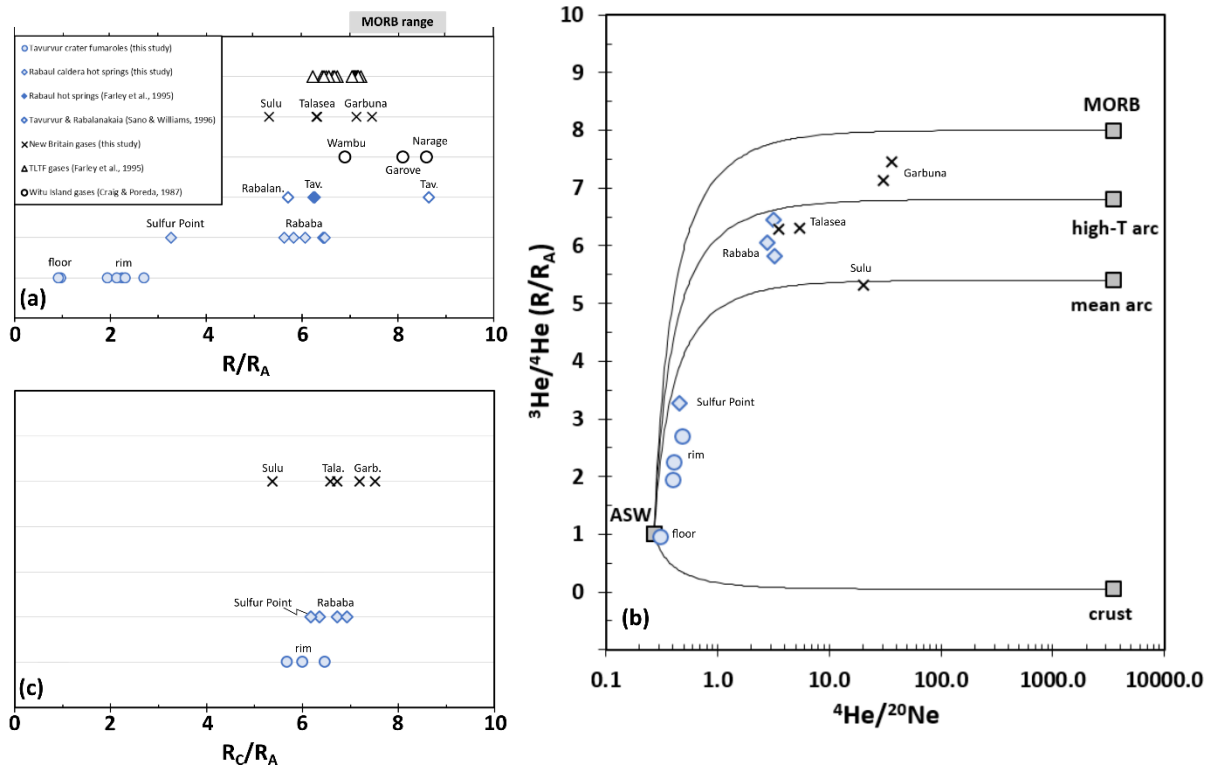 MORB range
Tavurvur crater fumaroles (this study)
Rabaul caldera hot springs (this study)
Rabaul hot springs (Farley et al., 1995)
Tavurvur & Rabalanakaia (Sano & Williams, 1996)
New Britain gases (this study)
TLTF gases (Farley et al., 1995)
Witu Island gases (Craig & Poreda, 1987)
Sulu Talasea Garbuna
Wambu Narage
Garove
Rabalan. Tav. Tav.
Sulfur Point Rababa
floor rim
(a)
0 2 4 6 8 10
R/R_A
Sulu Tala. Garb.
Sulfur Point Rababa
rim
(c)
0 2 4 6 8 10
R_C/R_A
10
9
8
7
6
5
4
3
2
1
0
³He/⁴He (R/R_A)
MORB
Garbuna
high-T arc
Talasea
Rababa
Sulu
mean arc
Sulfur Point
rim
ASW
floor
(b)
crust
0.1 1.0 10.0 100.0 1000.0 10000.0
⁴He/²⁰Ne